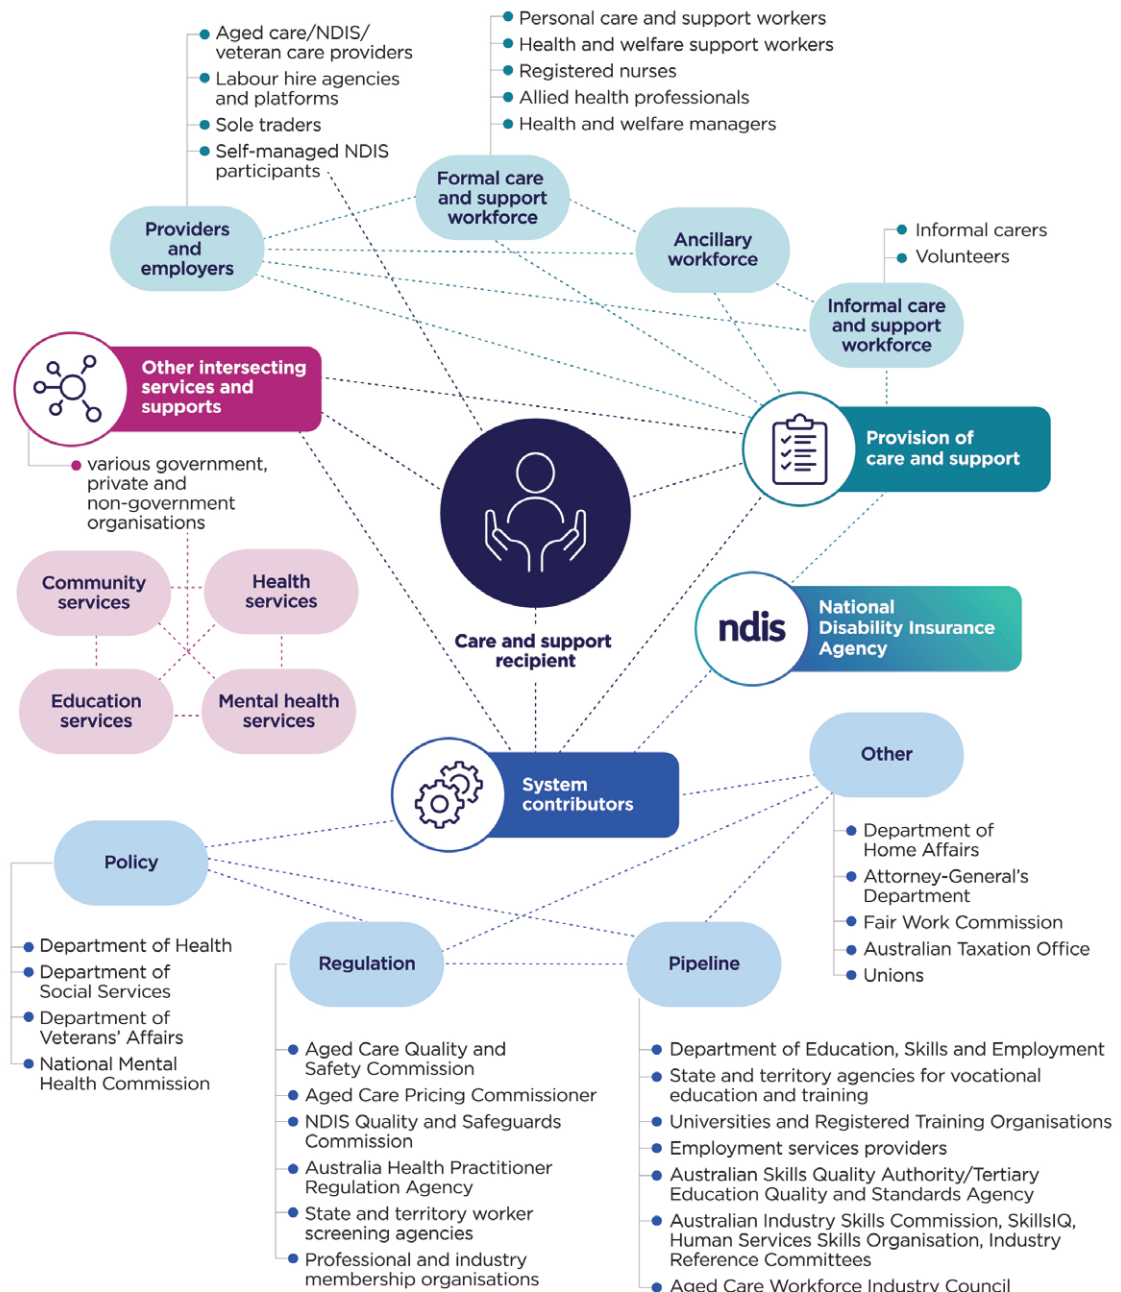 Aged care/NDIS/
veteran care providers
Labour hire agencies
and platforms
Sole traders
Self-managed NDIS
participants
Personal care and support workers
Health and welfare support workers
Registered nurses
Allied health professionals
Health and welfare managers
Formal care
and support
workforce
Providers
and
employers
Ancillary
workforce
Informal carers
Volunteers
Informal care
and support
workforce
Other intersecting
services and
supports
various government,
private and
non-government
organisations
Provision of
care and support
Community
services
Health
services
Education
services
Mental health
services
Care and support
recipient
ndis
National
Disability Insurance
Agency
System
contributors
Other
Department of
Home Affairs
Attorney-General's
Department
Fair Work Commission
Australian Taxation Office
Unions
Policy
Department of Health
Department of
Social Services
Department of
Veterans' Affairs
National Mental
Health Commission
Regulation
Aged Care Quality and
Safety Commission
Aged Care Pricing Commissioner
NDIS Quality and Safeguards
Commission
Australia Health Practitioner
Regulation Agency
State and territory worker
screening agencies
Professional and industry
membership organisations
Pipeline
Department of Education, Skills and Employment
State and territory agencies for vocational
education and training
Universities and Registered Training Organisations
Employment services providers
Australian Skills Quality Authority/Tertiary
Education Quality and Standards Agency
Australian Industry Skills Commission, SkillsIQ,
Human Services Skills Organisation, Industry
Reference Committees
Aged Care Workforce Industry Council